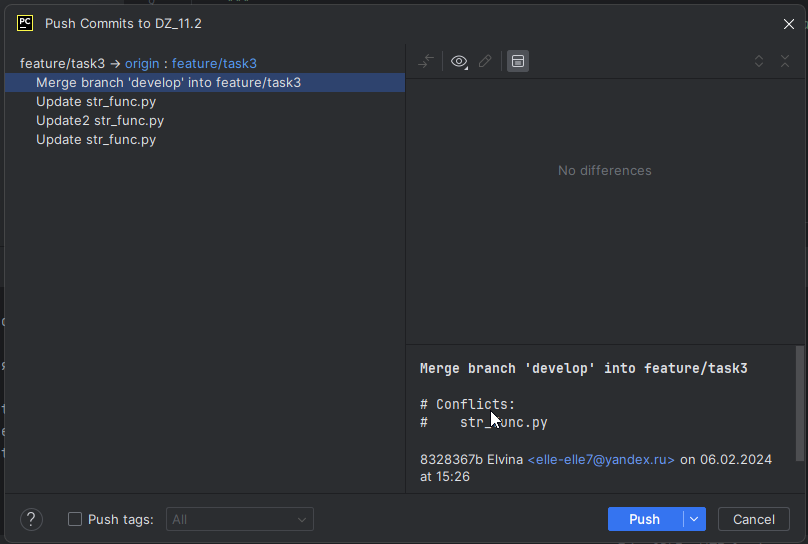 PC
Push Commits to DZ_11.2
feature/task3 → origin : feature/task3
Merge branch 'develop' into feature/task3
Update str_func.py
Update2 str_func.py
Update str_func.py
No differences
Merge branch 'develop' into feature/task3
# Conflicts:
#    str_func.py
8328367b Elvina <elle-elle7@yandex.ru> on 06.02.2024
at 15:26
? Push tags: All Push Cancel